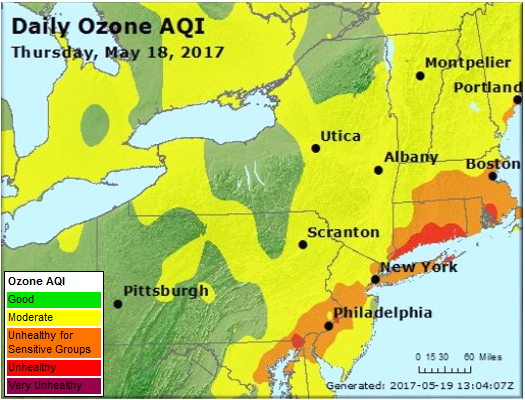 Daily Ozone AQI
Thursday, May 18, 2017
Montpelier
Portland
Utica
Albany
Boston
Scranton
New York
Pittsburgh
Philadelphia
Ozone AQI
Good
Moderate
Unhealthy for
Sensitive Groups
Unhealthy
Very Unhealthy
0 15 30 60 Miles
Generated: 2017-05-19 13:04:07Z